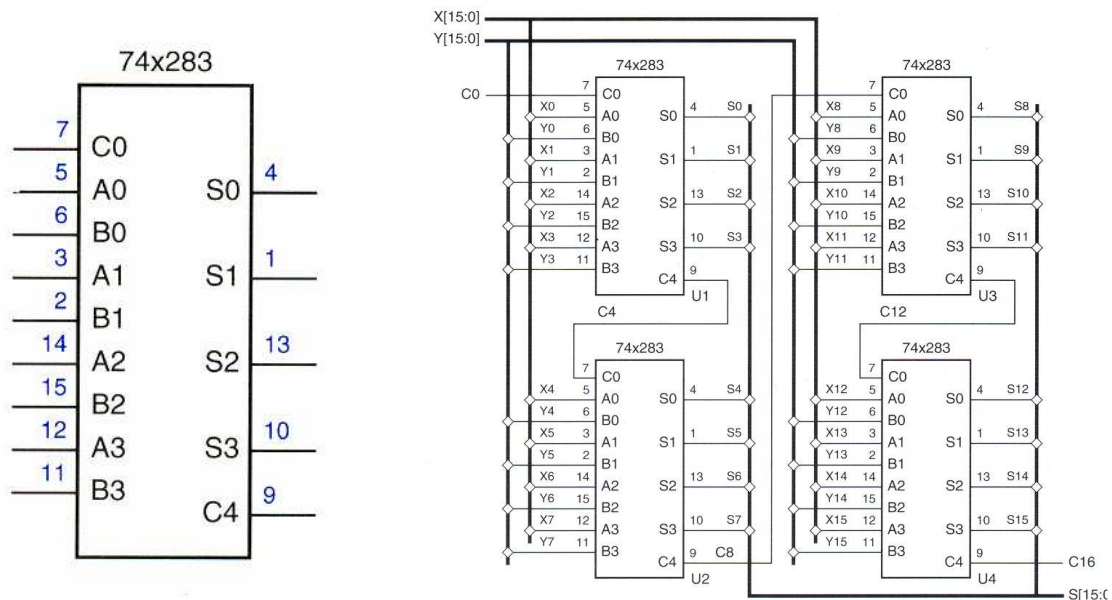 74x283
7 C0
5 A0
6 B0
3 A1
2 B1
14 A2
15 B2
12 A3
11 B3
S0 4
S1 1
S2 13
S3 10
C4 9
X[15:0]
Y[15:0]
74x283
C0 7 C0
X0 5 A0 S0 4 S0
Y0 6 B0
X1 3 A1 S1 1 S1
Y1 2 B1
X2 14 A2 S2 13 S2
Y2 15 B2
X3 12 A3 S3 10 S3
Y3 11 B3
C4 9
U1
C4
74x283
7 C0
X4 5 A0 S0 4 S4
Y4 6 B0
X5 3 A1 S1 1 S5
Y5 2 B1
X6 14 A2 S2 13 S6
Y6 15 B2
X7 12 A3 S3 10 S7
Y7 11 B3
C4 9 C8
U2
74x283
7 C0
X8 5 A0 S0 4 S8
Y8 6 B0
X9 3 A1 S1 1 S9
Y9 2 B1
X10 14 A2 S2 13 S10
Y10 15 B2
X11 12 A3 S3 10 S11
Y11 11 B3
C4 9
U3
C12
74x283
7 C0
X12 5 A0 S0 4 S12
Y12 6 B0
X13 3 A1 S1 1 S13
Y13 2 B1
X14 14 A2 S2 13 S14
Y14 15 B2
X15 12 A3 S3 10 S15
Y15 11 B3
C4 9 C16
U4
S[15:0